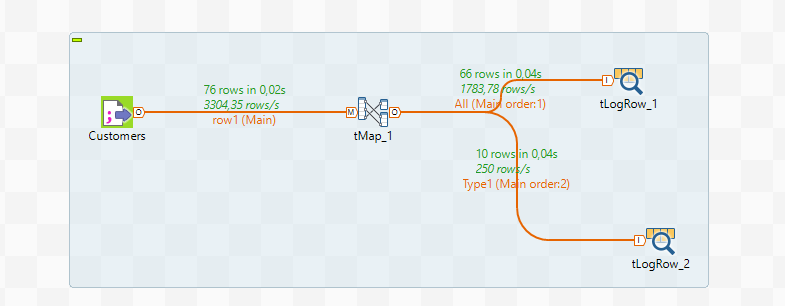 76 rows in 0,02s
3304,35 rows/s
row1 (Main)
Customers
O
M
tMap_1
O
66 rows in 0,04s
1783,78 rows/s
All (Main order:1)
I
tLogRow_1
10 rows in 0,04s
250 rows/s
Type1 (Main order:2)
I
tLogRow_2